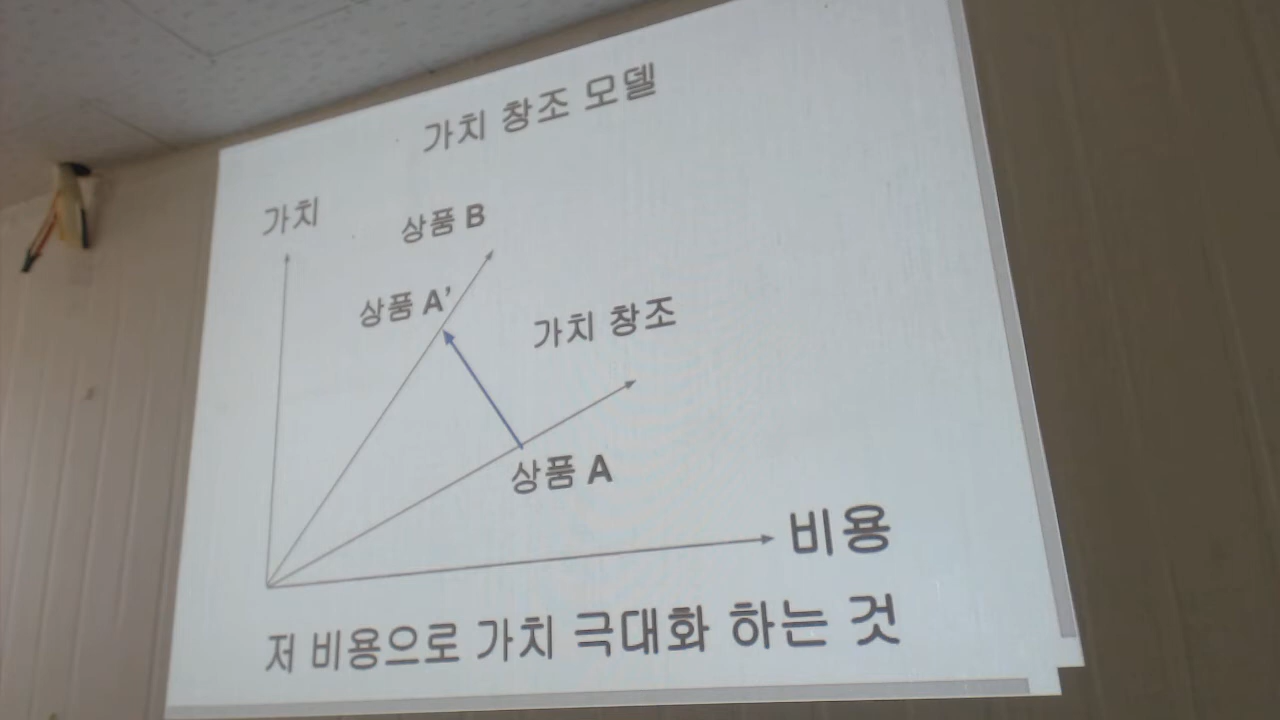 가치 창조 모델
가치
상품 B
상품 A’
가치 창조
상품 A
비용
저 비용으로 가치 극대화 하는 것